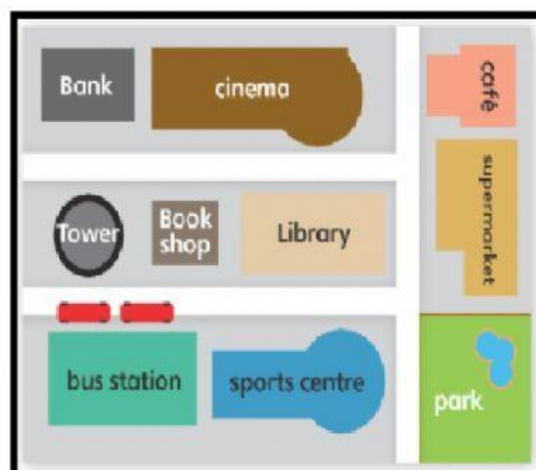 Bank
cinema
café
supermarket
Tower
Book
shop
Library
bus station
sports centre
park